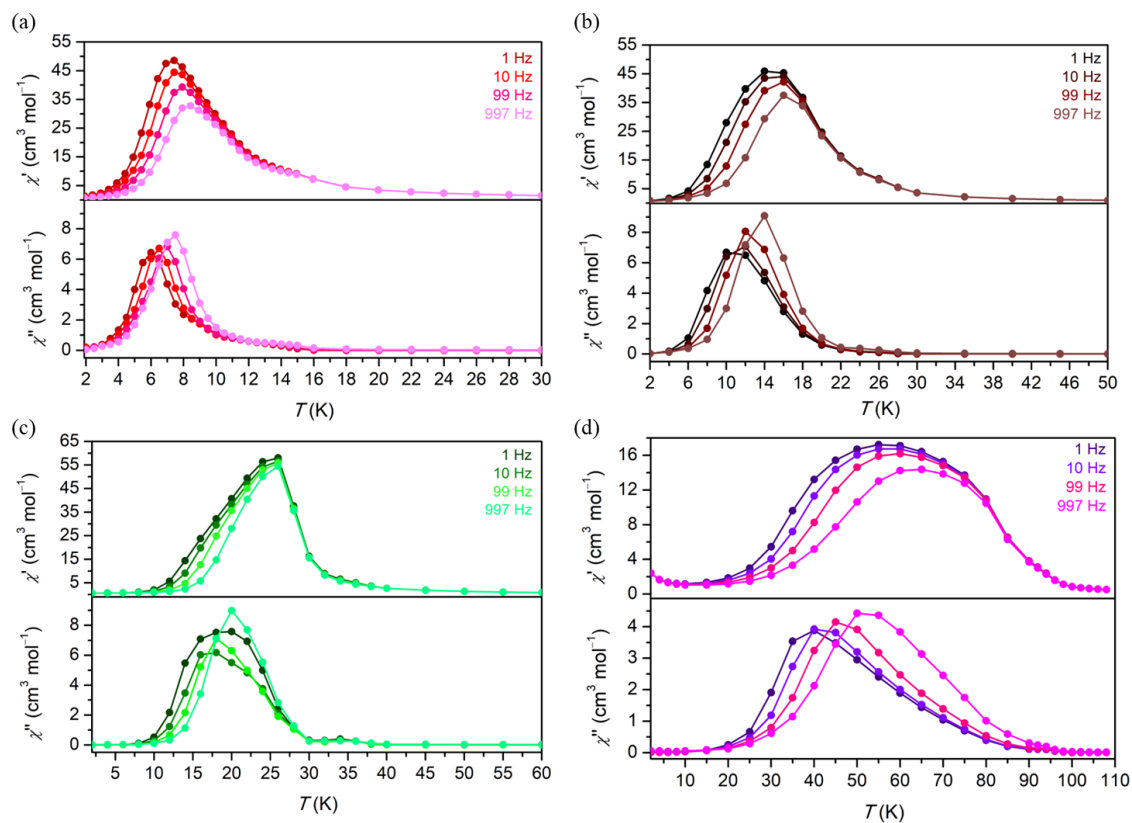 (a)
55
45
35
25
15
5
χ' (cm³ mol⁻¹)
1 Hz
10 Hz
99 Hz
997 Hz
8
6
4
2
0
χ'' (cm³ mol⁻¹)
2 4 6 8 10 12 14 16 18 20 22 24 26 28 30
T (K)
(b)
55
45
35
25
15
5
χ' (cm³ mol⁻¹)
1 Hz
10 Hz
99 Hz
997 Hz
8
6
4
2
0
χ'' (cm³ mol⁻¹)
2 6 10 14 18 22 26 30 34 38 42 46 50
T (K)
(c)
65
55
45
35
25
15
5
χ' (cm³ mol⁻¹)
1 Hz
10 Hz
99 Hz
997 Hz
8
6
4
2
0
χ'' (cm³ mol⁻¹)
5 10 15 20 25 30 35 40 45 50 55 60
T (K)
(d)
16
12
8
4
0
χ' (cm³ mol⁻¹)
1 Hz
10 Hz
99 Hz
997 Hz
4
3
2
1
0
χ'' (cm³ mol⁻¹)
10 20 30 40 50 60 70 80 90 100 110
T (K)